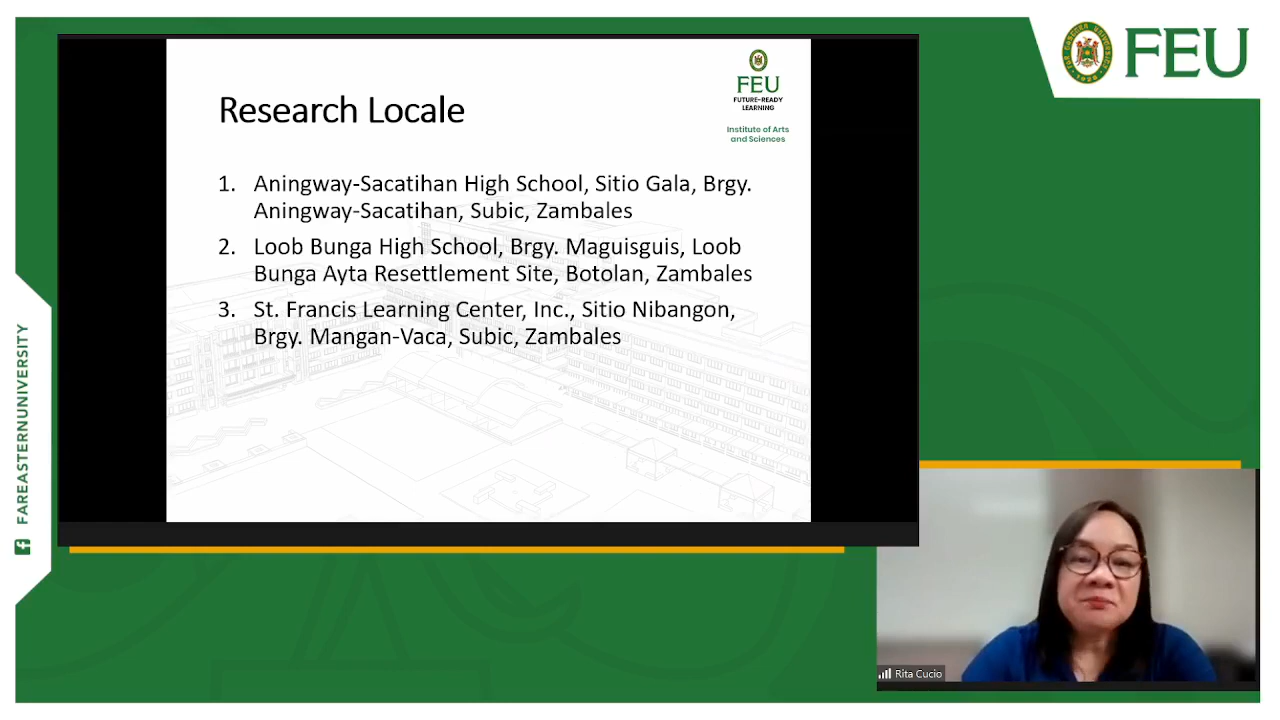 FEU
FEU
FUTURE-READY
LEARNING
Institute of Arts
and Sciences
Research Locale
1. Aningway-Sacatihan High School, Sitio Gala, Brgy.
Aningway-Sacatihan, Subic, Zambales
2. Loob Bunga High School, Brgy. Maguisguis, Loob
Bunga Ayta Resettlement Site, Botolan, Zambales
3. St. Francis Learning Center, Inc., Sitio Nibangon,
Brgy. Mangan-Vaca, Subic, Zambales
FAREASTERNUNIVERSITY
Rita Cucio